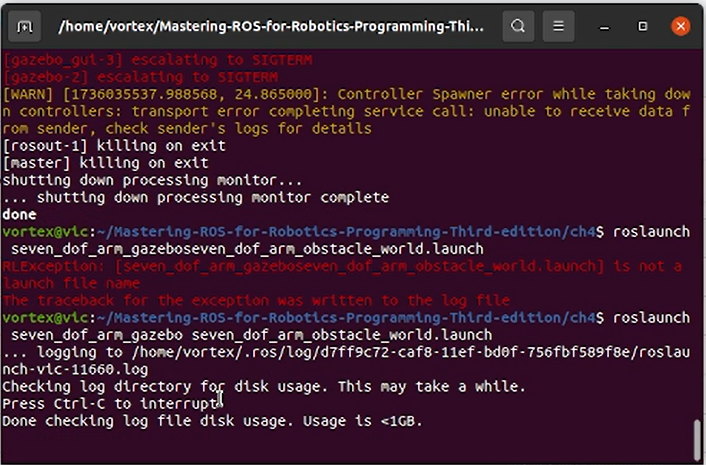 /home/vortex/Mastering-ROS-for-Robotics-Programming-Thi...
[gazebo_gui-3] escalating to SIGTERM
[gazebo-2] escalating to SIGTERM
[WARN] [1736035537.988568, 24.865000]: Controller Spawner error while taking dow
n controllers: transport error completing service call: unable to receive data f
rom sender, check sender's logs for details
[rosout-1] killing on exit
[master] killing on exit
shutting down processing monitor...
... shutting down processing monitor complete
done
vortex@vic:~/Mastering-ROS-for-Robotics-Programming-Third-edition/ch4$ roslaunch
 seven_dof_arm_gazeboseven_dof_arm_obstacle_world.launch
RLException: [seven_dof_arm_gazeboseven_dof_arm_obstacle_world.launch] is not a
launch file name
The traceback for the exception was written to the log file
vortex@vic:~/Mastering-ROS-for-Robotics-Programming-Third-edition/ch4$ roslaunch
 seven_dof_arm_gazebo seven_dof_arm_obstacle_world.launch
... logging to /home/vortex/.ros/log/d7ff9c72-caf8-11ef-bd0f-756fbf589f8e/roslau
nch-vic-11660.log
Checking log directory for disk usage. This may take a while.
Press Ctrl-C to interrupt
Done checking log file disk usage. Usage is <1GB.